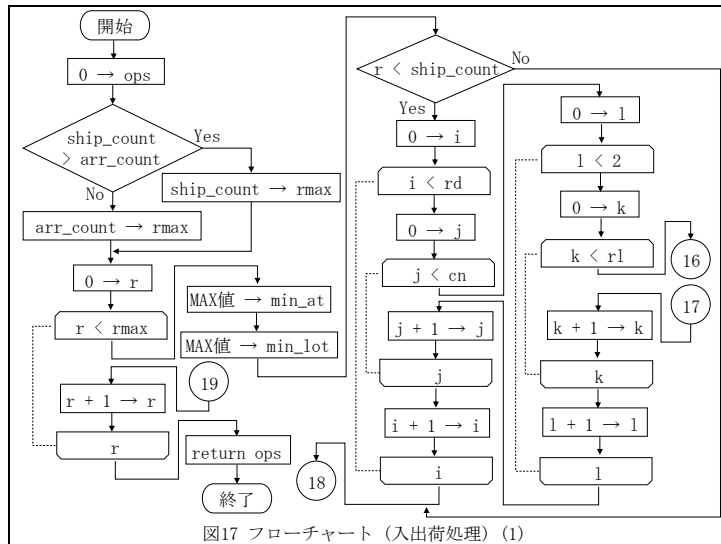 開始
0 → ops
ship_count
> arr_count
Yes
No
ship_count → rmax
arr_count → rmax
0 → r
r < rmax
MAX値 → min_at
MAX値 → min_lot
19
r + 1 → r
r
return ops
終了
r < ship_count
No
Yes
0 → i
i < rd
0 → j
j < cn
j + 1 → j
j
i + 1 → i
i
18
0 → l
l < 2
0 → k
k < rl
16
17
k + 1 → k
k
l + 1 → l
l
図17 フローチャート (入出荷処理) (1)